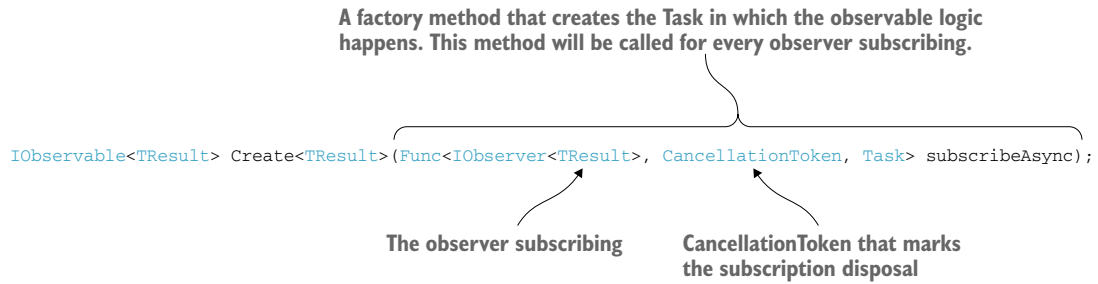 A factory method that creates the Task in which the observable logic
happens. This method will be called for every observer subscribing.
IObservable<TResult> Create<TResult>(Func<IObserver<TResult>, CancellationToken, Task> subscribeAsync);
The observer subscribing
CancellationToken that marks
the subscription disposal